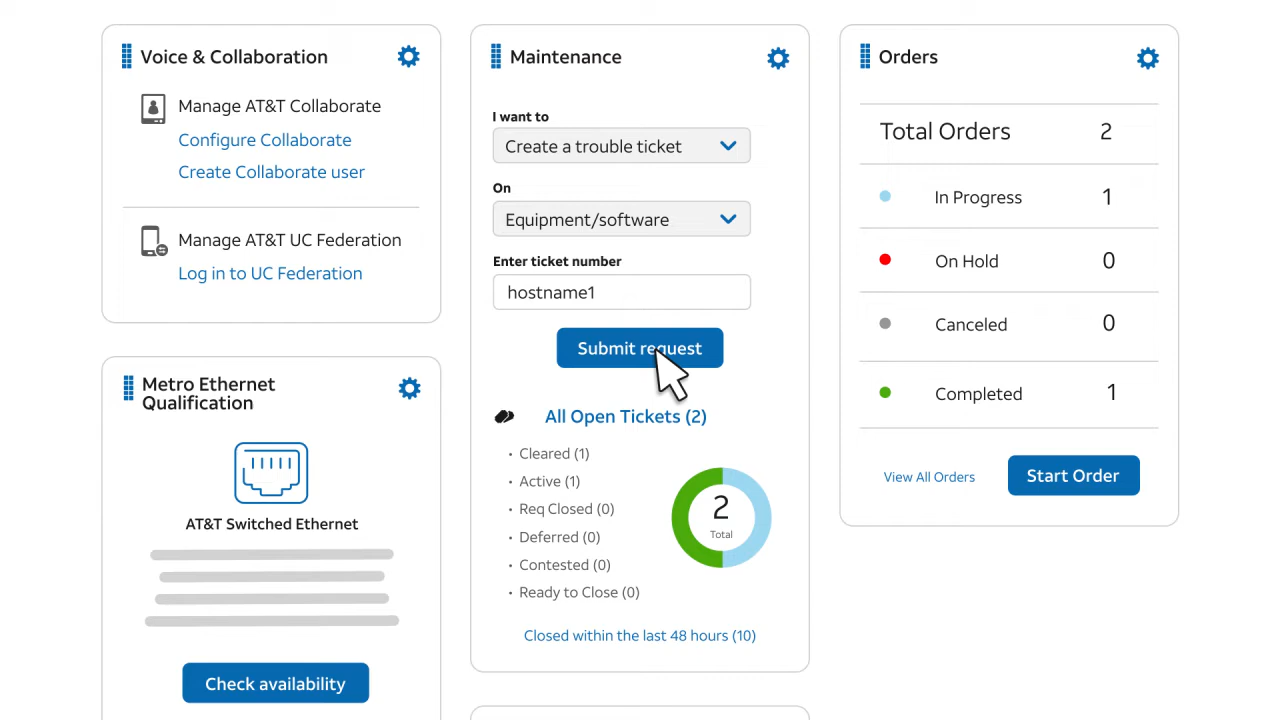 Voice & Collaboration
Manage AT&T Collaborate
Configure Collaborate
Create Collaborate user
Manage AT&T UC Federation
Log in to UC Federation
Metro Ethernet
Qualification
AT&T Switched Ethernet
Check availability
Maintenance
I want to
Create a trouble ticket
On
Equipment/software
Enter ticket number
hostname1
Submit request
All Open Tickets (2)
• Cleared (1)
• Active (1)
• Req Closed (0)
• Deferred (0)
• Contested (0)
• Ready to Close (0)
2
Total
Closed within the last 48 hours (10)
Orders
Total Orders 2
In Progress 1
On Hold 0
Canceled 0
Completed 1
View All Orders
Start Order